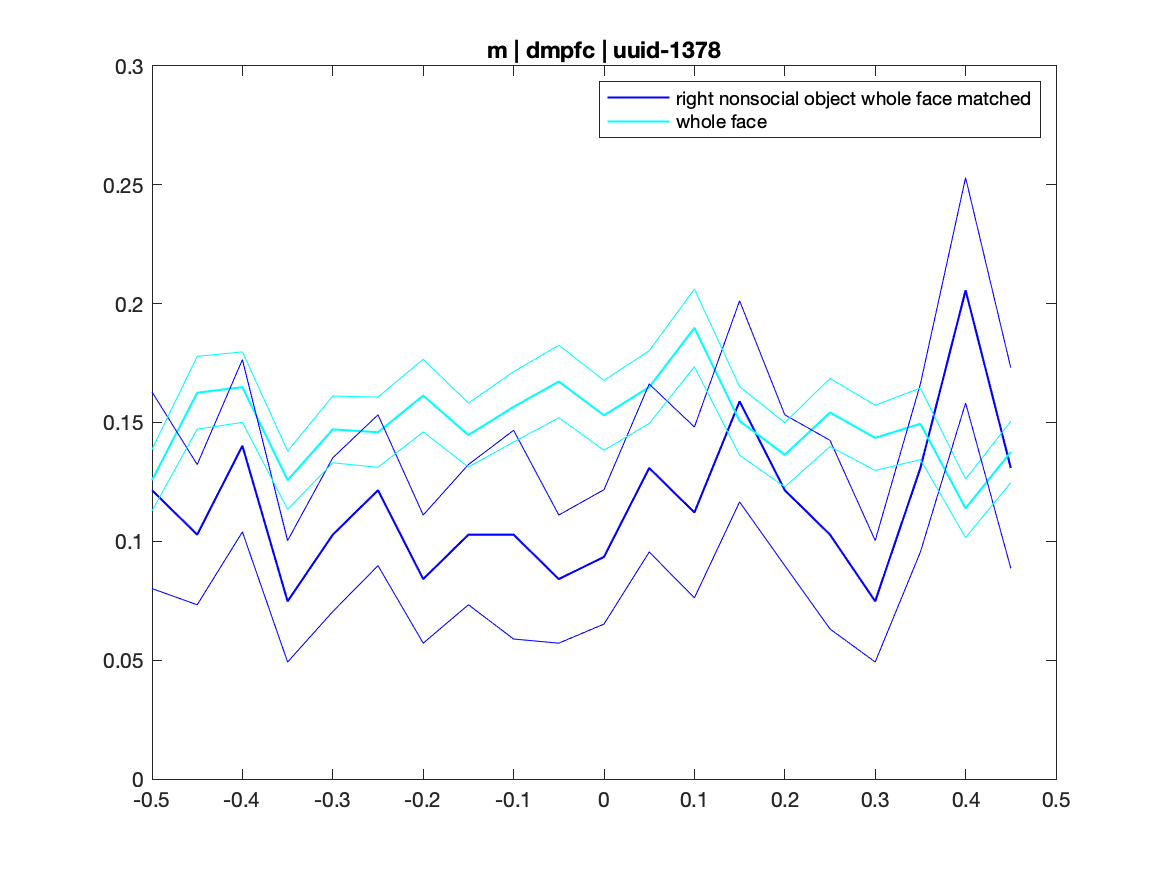 m | dmpfc | uuid-1378
right nonsocial object whole face matched
whole face
0.3
0.25
0.2
0.15
0.1
0.05
0
-0.5 -0.4 -0.3 -0.2 -0.1 0 0.1 0.2 0.3 0.4 0.5